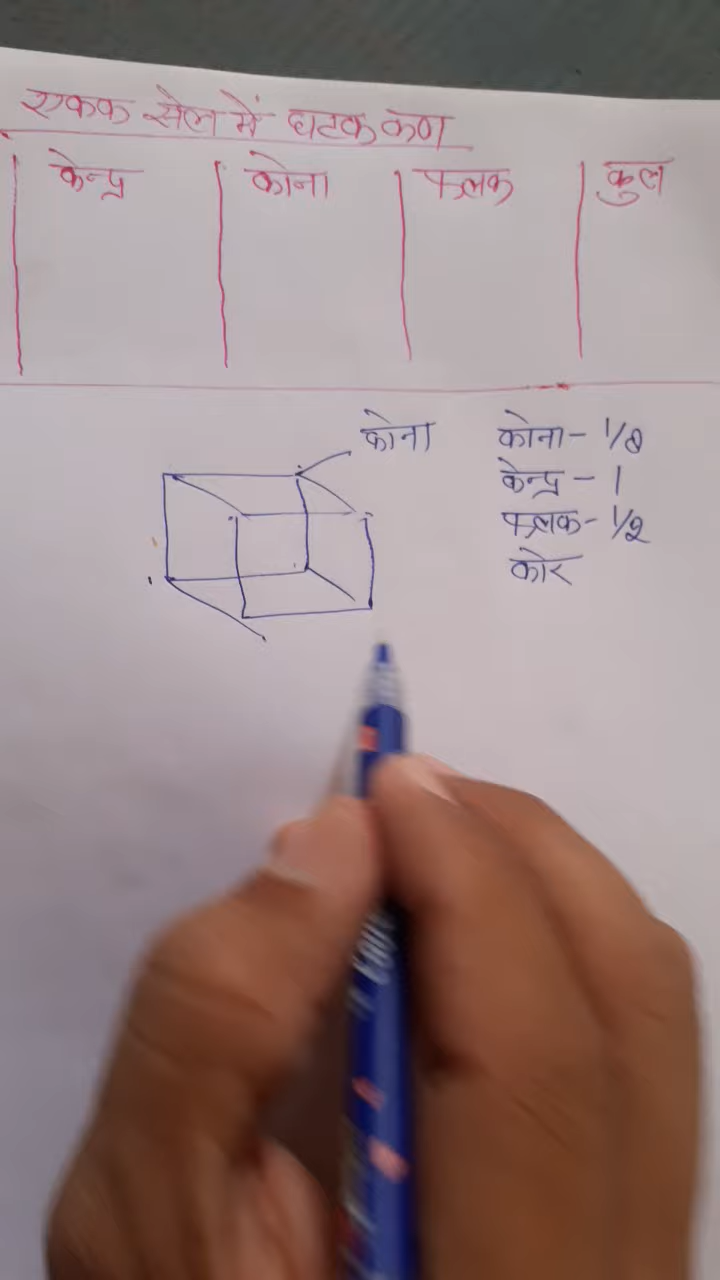 एकक सेल में घटक कण
केन्द्र कोना फलक कुल
कोना
कोना - 1/8
केन्द्र - 1
फलक - 1/2
कोर